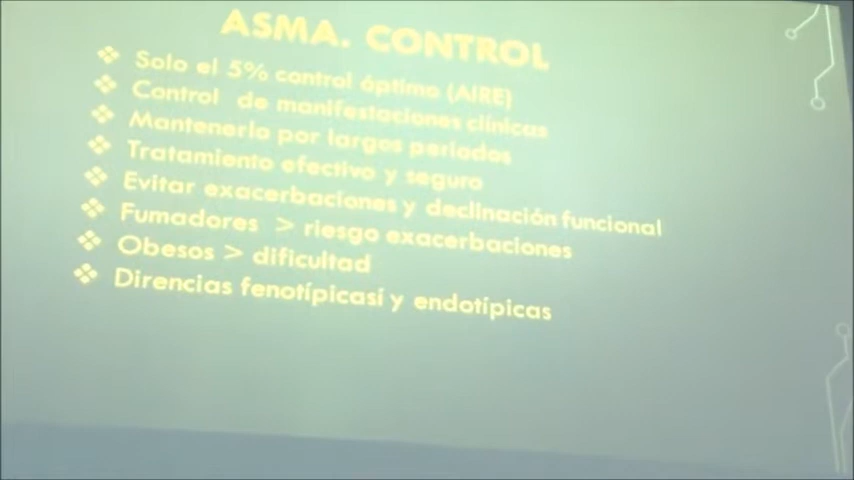 ASMA. CONTROL
❖ Solo el 5% control óptimo (AIRE)
❖ Control de manifestaciones clínicas
❖ Mantenerlo por largos períodos
❖ Tratamiento efectivo y seguro
❖ Evitar exacerbaciones y declinación funcional
❖ Fumadores > riesgo exacerbaciones
❖ Obesos > dificultad
❖ Direncias fenotípicasí y endotípicas